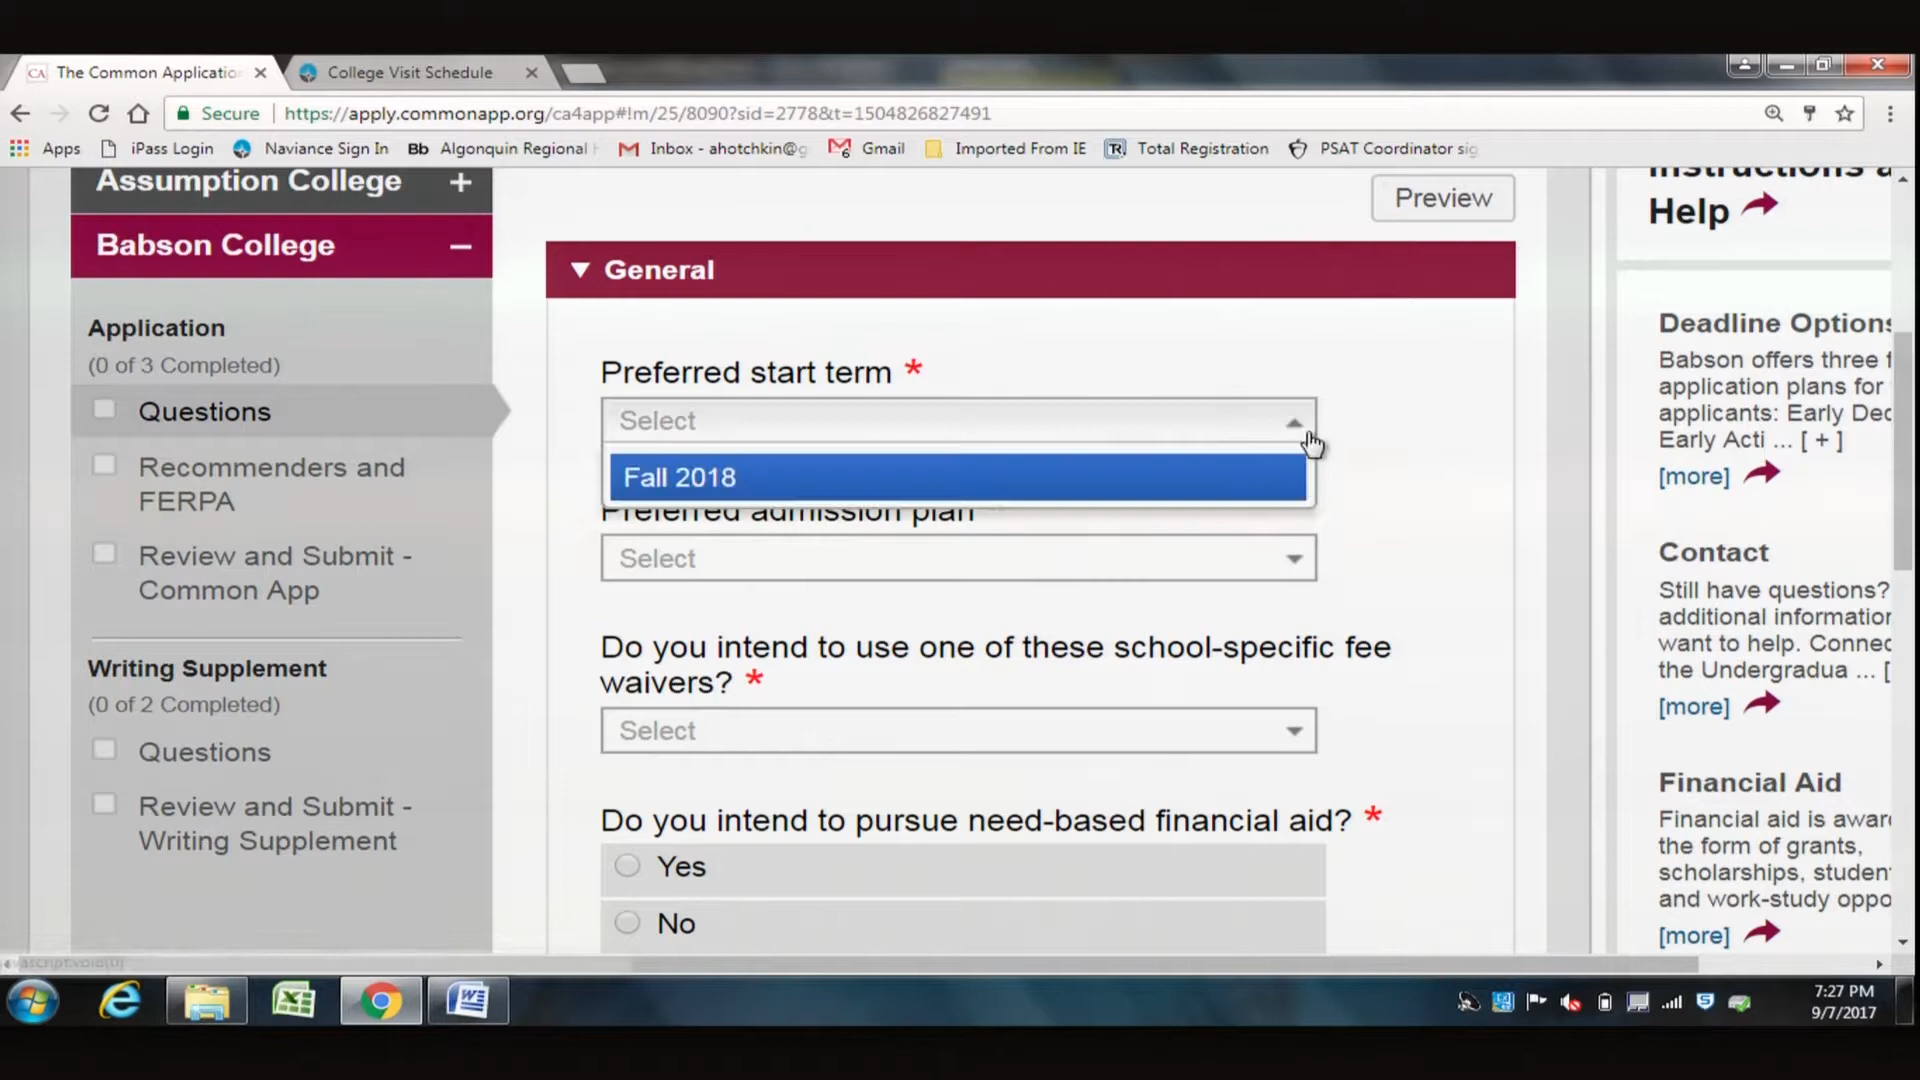 The Common Applicatio
College Visit Schedule
Secure
https://apply.commonapp.org/ca4app#!m/25/8090?sid=2778&t=1504826827491
Apps
iPass Login
Naviance Sign In
Bb Algonquin Regional
Inbox - ahotchkin@g
Gmail
Imported From IE
Total Registration
PSAT Coordinator sig
Assumption College +
Babson College –
Application
(0 of 3 Completed)
Questions
Recommenders and
FERPA
Review and Submit -
Common App
Writing Supplement
(0 of 2 Completed)
Questions
Review and Submit -
Writing Supplement
Preview
General
Preferred start term *
Select
Fall 2018
Preferred admission plan
Select
Do you intend to use one of these school-specific fee
waivers? *
Select
Do you intend to pursue need-based financial aid? *
Yes
No
Instructions a
Help
Deadline Options
Babson offers three f
application plans for
applicants: Early Dec
Early Acti ... [ + ]
[more]
Contact
Still have questions?
additional information
want to help. Connec
the Undergradua ... [
[more]
Financial Aid
Financial aid is awar
the form of grants,
scholarships, student
and work-study oppo
[more]
7:27 PM
9/7/2017